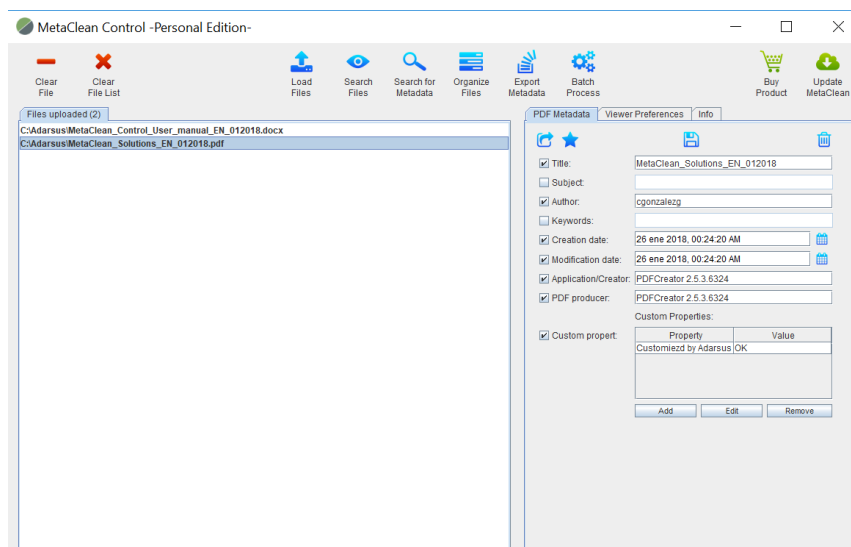 MetaClean Control -Personal Edition-
Clear File
Clear File List
Load Files
Search Files
Search for Metadata
Organize Files
Export Metadata
Batch Process
Buy Product
Update MetaClean
Files uploaded (2)
C:\Adarsus\MetaClean_Control_User_manual_EN_012018.docx
C:\Adarsus\MetaClean_Solutions_EN_012018.pdf
PDF Metadata Viewer Preferences Info
Title: MetaClean_Solutions_EN_012018
Subject:
Author: cgonzalezg
Keywords:
Creation date: 26 ene 2018, 00:24:20 AM
Modification date: 26 ene 2018, 00:24:20 AM
Application/Creator: PDFCreator 2.5.3.6324
PDF producer: PDFCreator 2.5.3.6324
Custom Properties:
Custom propert:
Property Value
Customiezd by Adarsus OK
Add Edit Remove